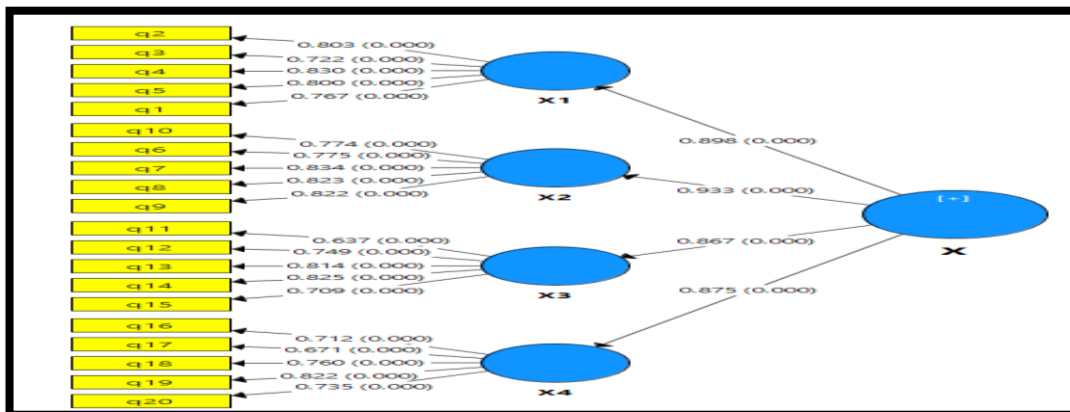 q2
q3
q4
q5
q1
0.803 (0.000)
0.722 (0.000)
0.830 (0.000)
0.800 (0.000)
0.767 (0.000)
X1
q10
q6
q7
q8
q9
0.774 (0.000)
0.775 (0.000)
0.834 (0.000)
0.823 (0.000)
0.822 (0.000)
X2
q11
q12
q13
q14
q15
0.637 (0.000)
0.749 (0.000)
0.814 (0.000)
0.825 (0.000)
0.709 (0.000)
X3
q16
q17
q18
q19
q20
0.712 (0.000)
0.671 (0.000)
0.760 (0.000)
0.822 (0.000)
0.735 (0.000)
X4
0.898 (0.000)
0.933 (0.000)
0.867 (0.000)
0.875 (0.000)
[+]
X